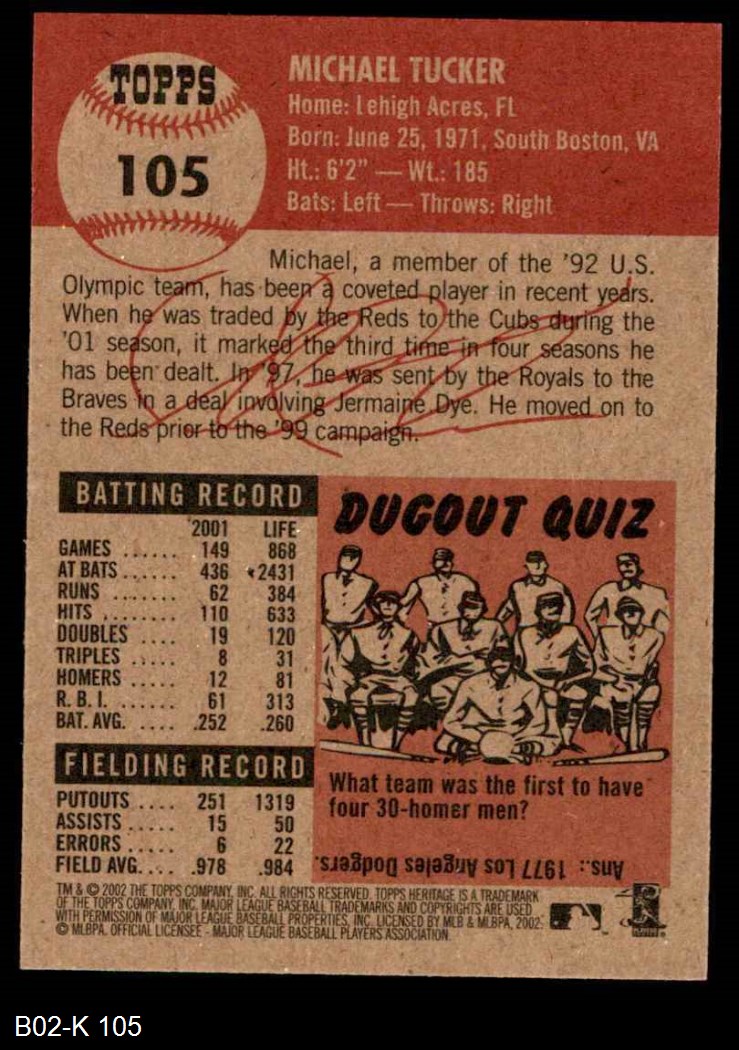 TOPPS
105
MICHAEL TUCKER
Home: Lehigh Acres, FL
Born: June 25, 1971, South Boston, VA
Ht.: 6'2" — Wt.: 185
Bats: Left — Throws: Right
Michael, a member of the '92 U.S.
Olympic team, has been a coveted player in recent years.
When he was traded by the Reds to the Cubs during the
'01 season, it marked the third time in four seasons he
has been dealt. In '97, he was sent by the Royals to the
Braves in a deal involving Jermaine Dye. He moved on to
the Reds prior to the '99 campaign.
BATTING RECORD
2001 LIFE
GAMES ...... 149 868
AT BATS ...... 436 2431
RUNS ...... 62 384
HITS ........ 110 633
DOUBLES .... 19 120
TRIPLES ..... 8 31
HOMERS ..... 12 81
R. B. I. ...... 61 313
BAT. AVG. .... .252 .260
FIELDING RECORD
PUTOUTS .... 251 1319
ASSISTS ..... 15 50
ERRORS ..... 6 22
FIELD AVG. ... .978 .984
DUGOUT QUIZ
What team was the first to have
four 30-homer men?
Ans.: 1977 Los Angeles Dodgers.
TM & © 2002 THE TOPPS COMPANY, INC. ALL RIGHTS RESERVED. TOPPS HERITAGE IS A TRADEMARK
OF THE TOPPS COMPANY, INC. MAJOR LEAGUE BASEBALL TRADEMARKS AND COPYRIGHTS ARE USED
WITH PERMISSION OF MAJOR LEAGUE BASEBALL PROPERTIES, INC. LICENSED BY MLB & MLBPA, 2002.
© MLBPA. OFFICIAL LICENSEE - MAJOR LEAGUE BASEBALL PLAYERS ASSOCIATION.
B02-K 105